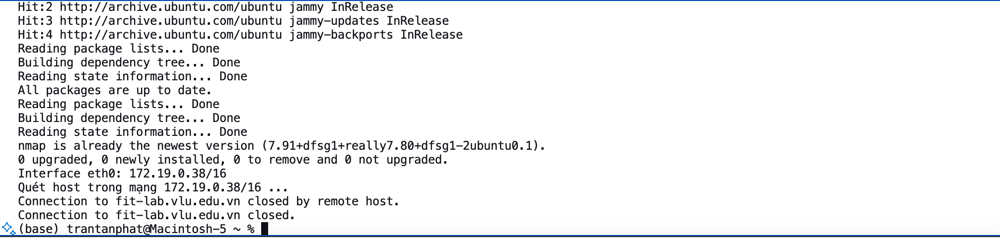 Hit:2 http://archive.ubuntu.com/ubuntu jammy InRelease
Hit:3 http://archive.ubuntu.com/ubuntu jammy-updates InRelease
Hit:4 http://archive.ubuntu.com/ubuntu jammy-backports InRelease
Reading package lists... Done
Building dependency tree... Done
Reading state information... Done
All packages are up to date.
Reading package lists... Done
Building dependency tree... Done
Reading state information... Done
nmap is already the newest version (7.91+dfsg1+really7.80+dfsg1-2ubuntu0.1).
0 upgraded, 0 newly installed, 0 to remove and 0 not upgraded.
Interface eth0: 172.19.0.38/16
Quét host trong mạng 172.19.0.38/16 ...
Connection to fit-lab.vlu.edu.vn closed by remote host.
Connection to fit-lab.vlu.edu.vn closed.
(base) trantanphat@Macintosh-5 ~ %